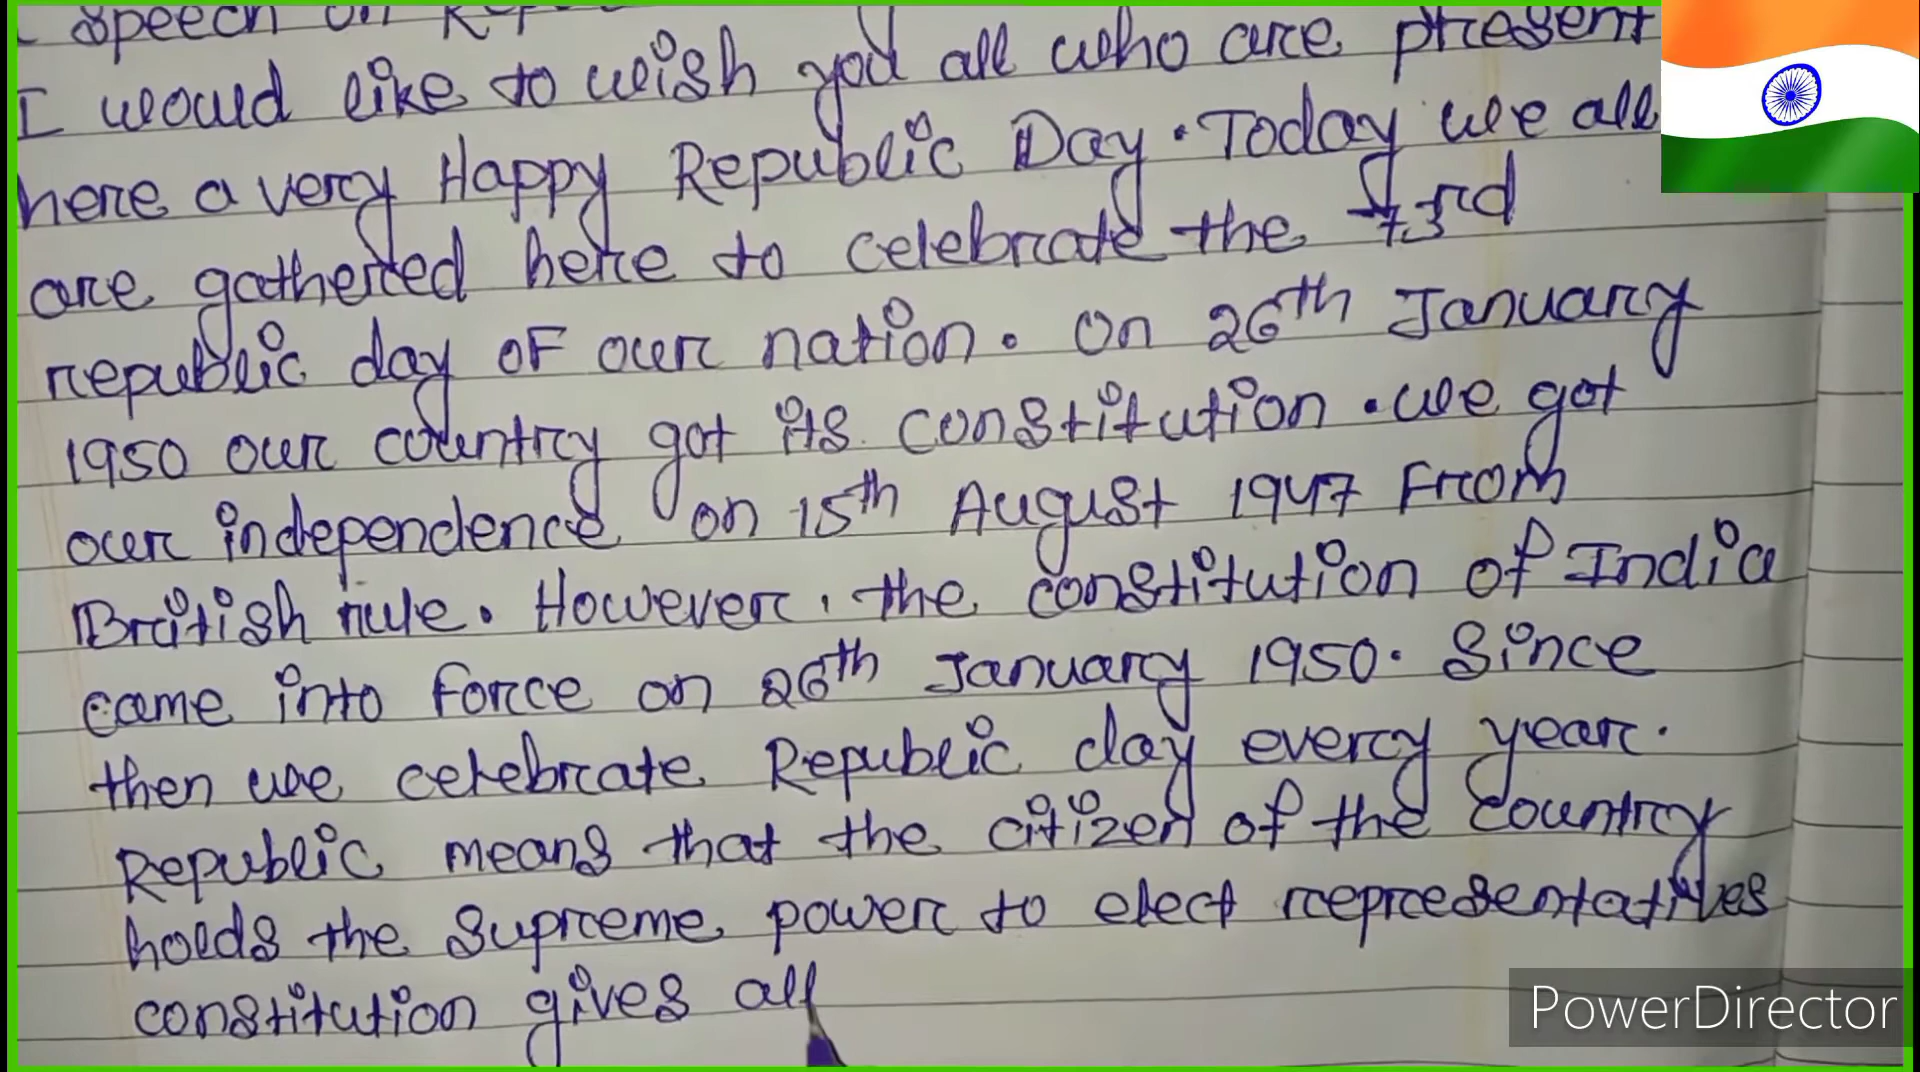 speech on
I would like to wish you all who are present
here a very Happy Republic Day. Today we all
are gathered here to celebrate the 73rd
republic day of our nation. On 26th January
1950 our country got its constitution. we got
our independence on 15th August 1947 From
British rule. However, the constitution of India
came into force on 26th January 1950. Since
then we celebrate Republic day every year.
Republic means that the citizen of the country
holds the supreme power to elect representatives
constitution gives all
PowerDirector